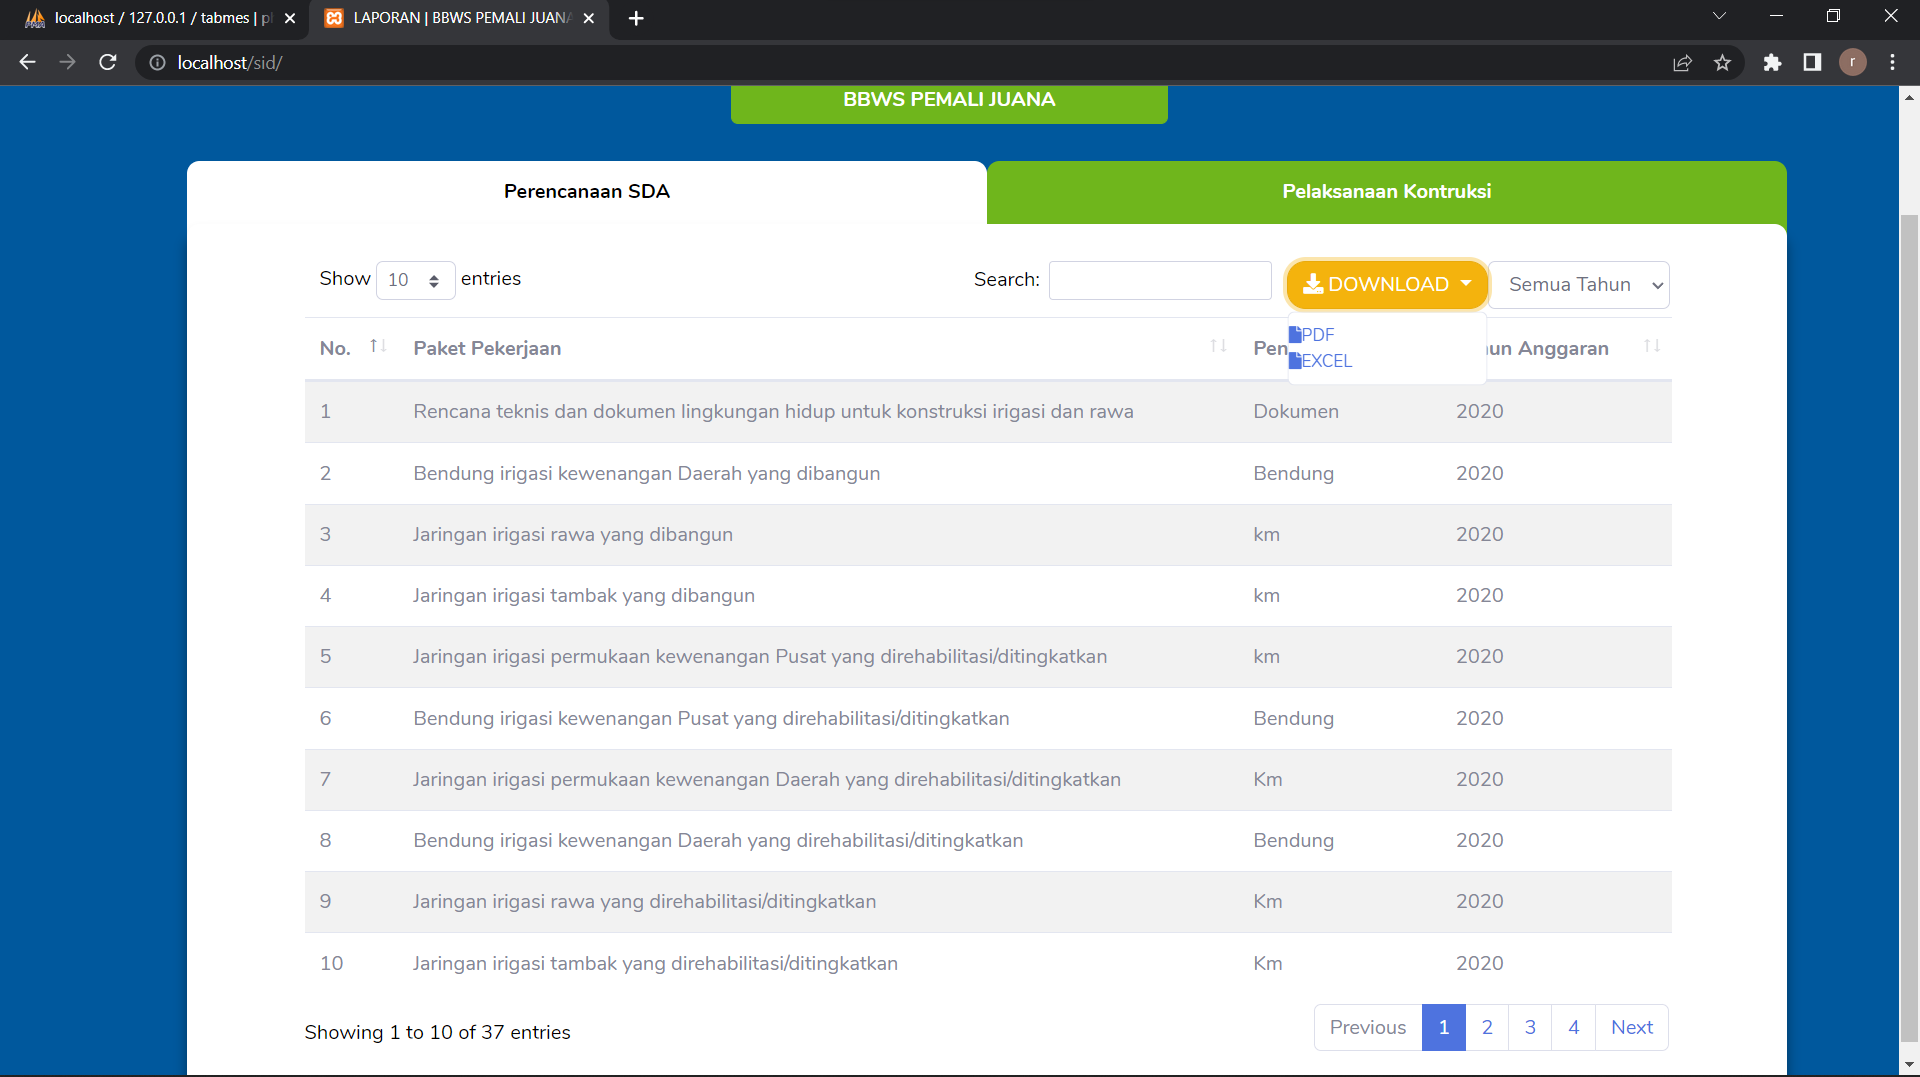 localhost / 127.0.0.1 / tabmes | p
LAPORAN | BBWS PEMALI JUANA
localhost/sid/
r
BBWS PEMALI JUANA
Perencanaan SDA
Pelaksanaan Kontruksi
Show 10 entries
Search:
DOWNLOAD
Semua Tahun
PDF
EXCEL
No. Paket Pekerjaan Pen un Anggaran
1 Rencana teknis dan dokumen lingkungan hidup untuk konstruksi irigasi dan rawa Dokumen 2020
2 Bendung irigasi kewenangan Daerah yang dibangun Bendung 2020
3 Jaringan irigasi rawa yang dibangun km 2020
4 Jaringan irigasi tambak yang dibangun km 2020
5 Jaringan irigasi permukaan kewenangan Pusat yang direhabilitasi/ditingkatkan km 2020
6 Bendung irigasi kewenangan Pusat yang direhabilitasi/ditingkatkan Bendung 2020
7 Jaringan irigasi permukaan kewenangan Daerah yang direhabilitasi/ditingkatkan Km 2020
8 Bendung irigasi kewenangan Daerah yang direhabilitasi/ditingkatkan Bendung 2020
9 Jaringan irigasi rawa yang direhabilitasi/ditingkatkan Km 2020
10 Jaringan irigasi tambak yang direhabilitasi/ditingkatkan Km 2020
Showing 1 to 10 of 37 entries
Previous 1 2 3 4 Next